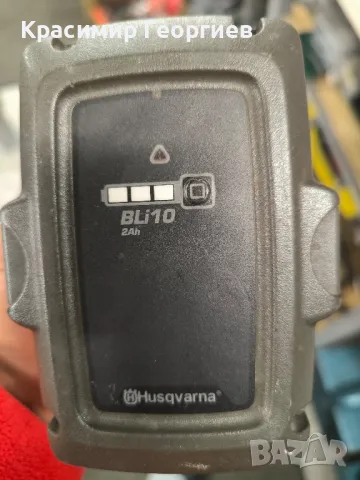 Красимир Георгиев
BLi10
2Ah
Husqvarna
BAZAR